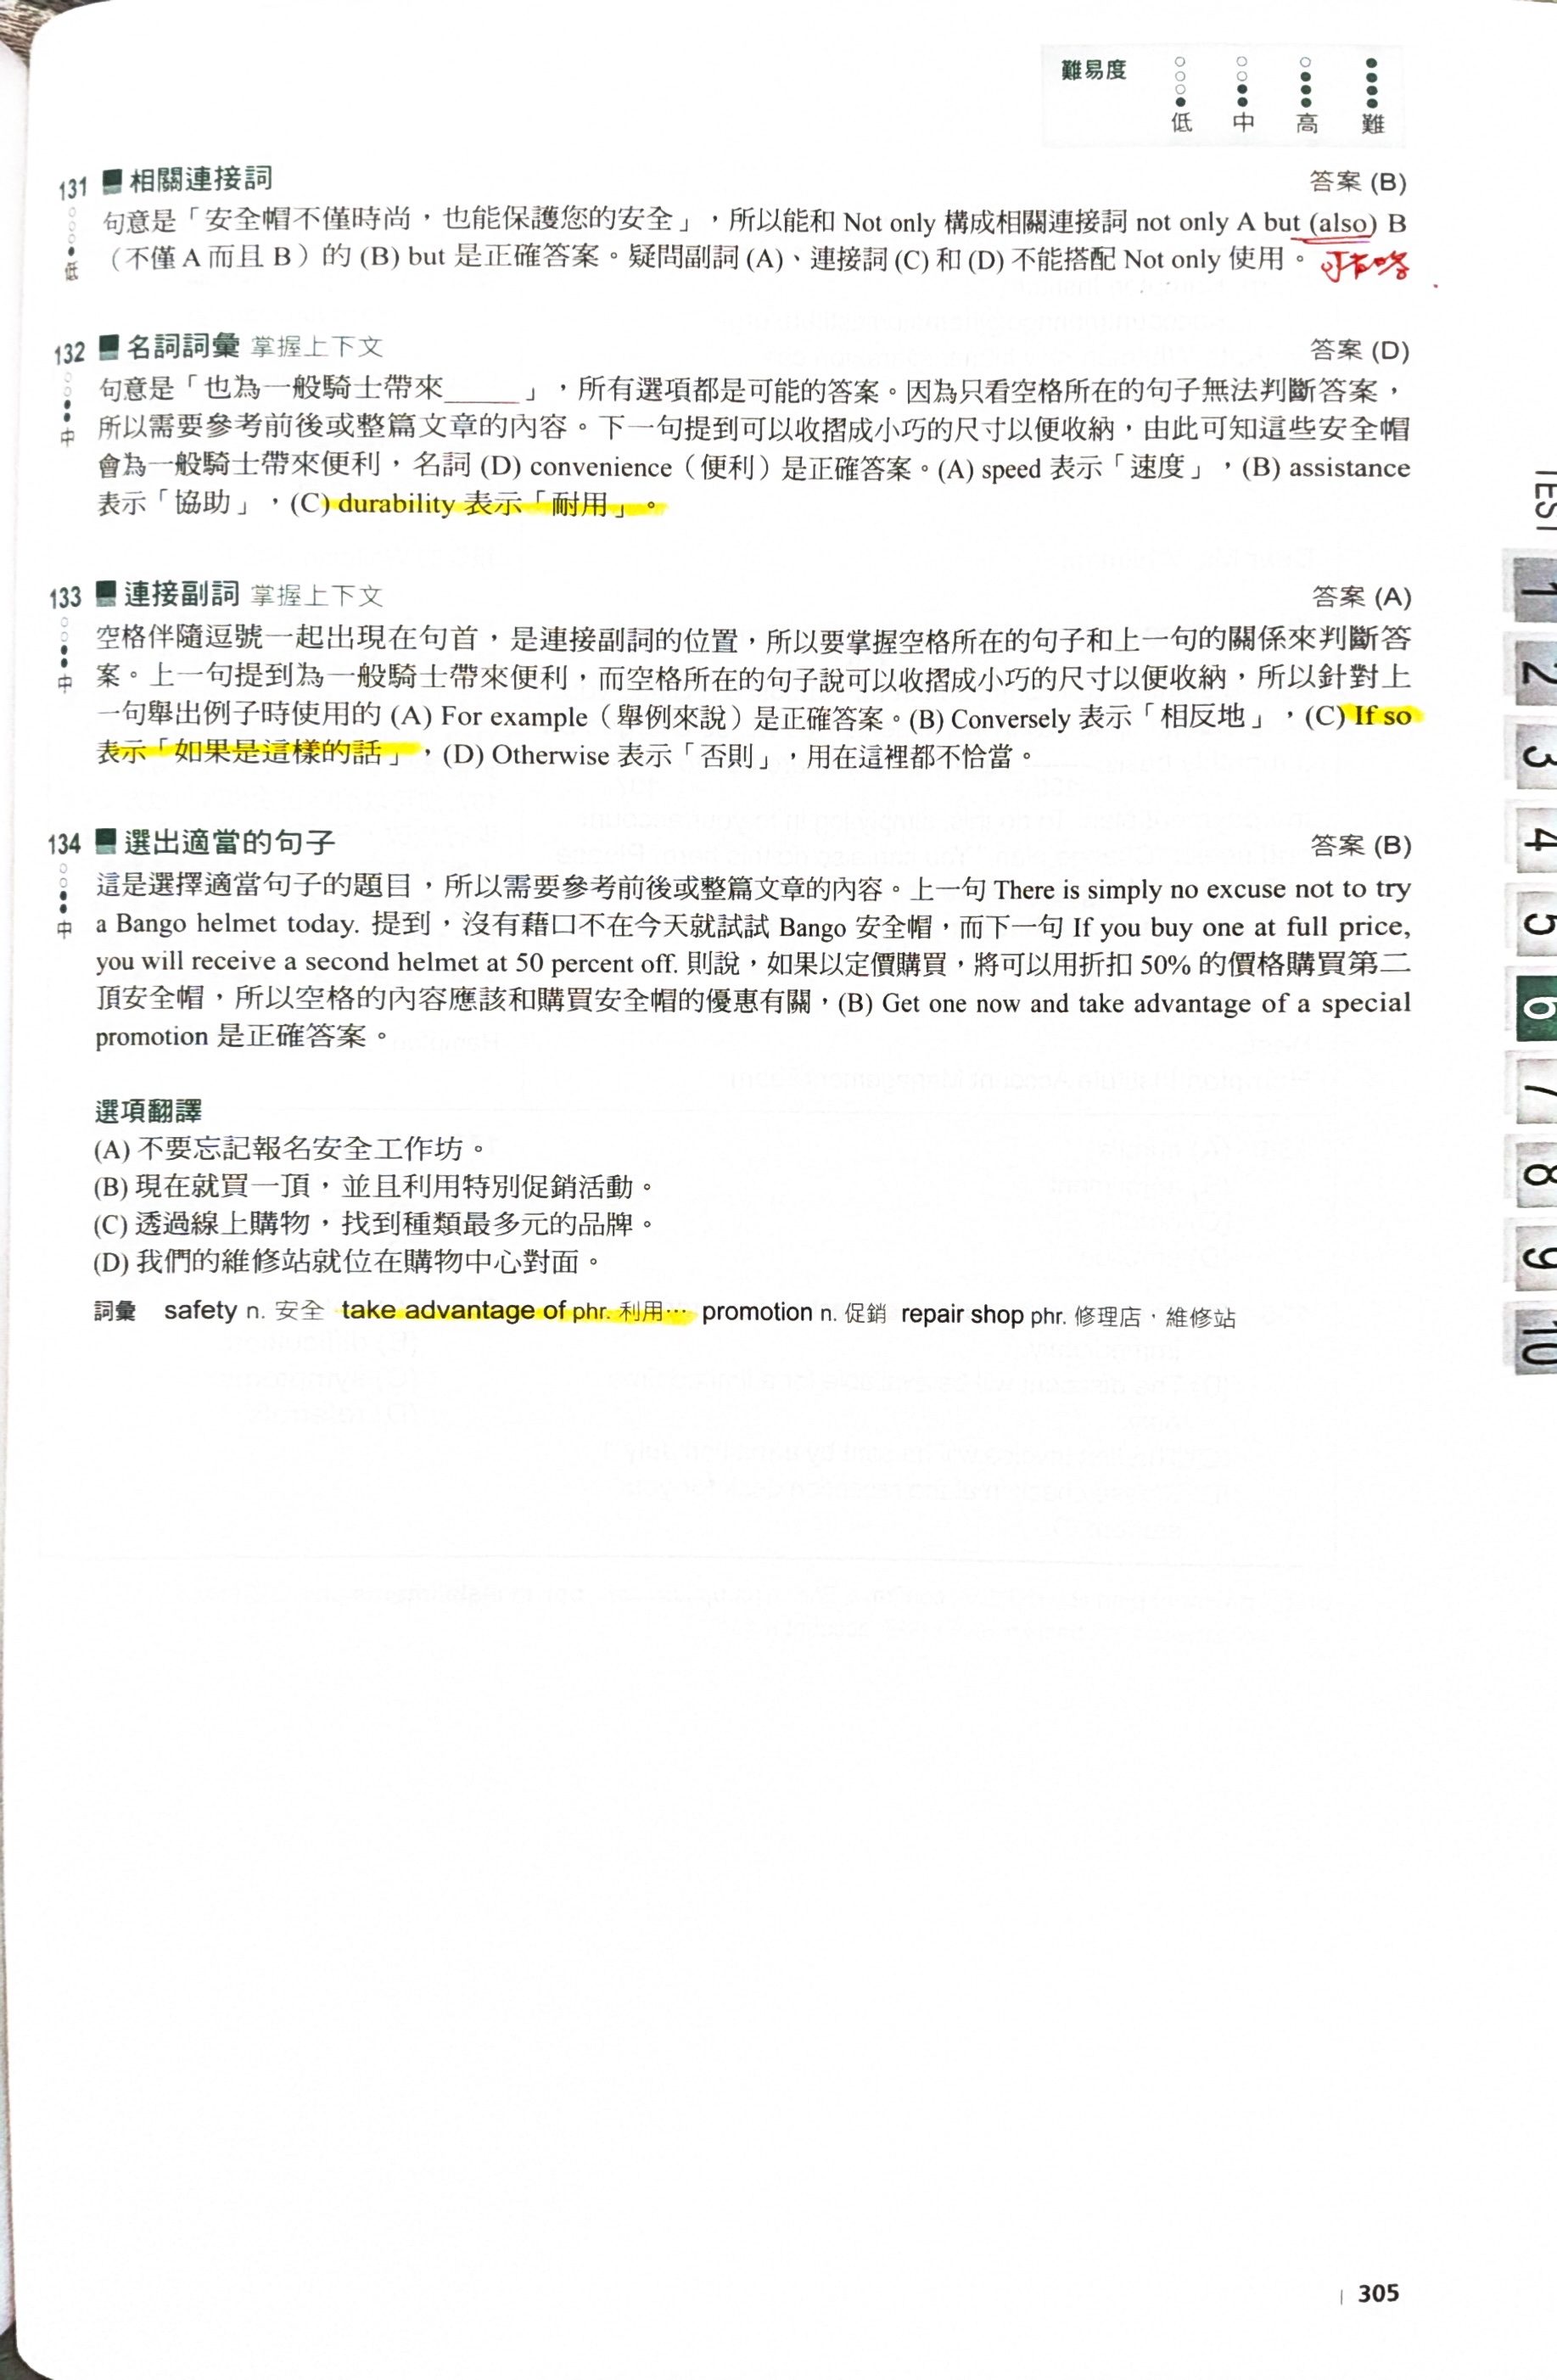 難易度
低 中 高 難
131 相關連接詞 答案 (B)
低
句意是「安全帽不僅時尚，也能保護您的安全」，所以能和 Not only 構成相關連接詞 not only A but (also) B
（不僅 A 而且 B）的 (B) but 是正確答案。疑問副詞 (A)、連接詞 (C) 和 (D) 不能搭配 Not only 使用。 可省略
132 名詞詞彙 掌握上下文 答案 (D)
中
句意是「也為一般騎士帶來______」，所有選項都是可能的答案。因為只看空格所在的句子無法判斷答案，
所以需要參考前後或整篇文章的內容。下一句提到可以收摺成小巧的尺寸以便收納，由此可知這些安全帽
會為一般騎士帶來便利，名詞 (D) convenience（便利）是正確答案。(A) speed 表示「速度」，(B) assistance
表示「協助」，(C) durability 表示「耐用」。
133 連接副詞 掌握上下文 答案 (A)
中
空格伴隨逗號一起出現在句首，是連接副詞的位置，所以要掌握空格所在的句子和上一句的關係來判斷答
案。上一句提到為一般騎士帶來便利，而空格所在的句子說可以收摺成小巧的尺寸以便收納，所以針對上
一句舉出例子時使用的 (A) For example（舉例來說）是正確答案。(B) Conversely 表示「相反地」，(C) If so
表示「如果是這樣的話」，(D) Otherwise 表示「否則」，用在這裡都不恰當。
134 選出適當的句子 答案 (B)
中
這是選擇適當句子的題目，所以需要參考前後或整篇文章的內容。上一句 There is simply no excuse not to try
a Bango helmet today. 提到，沒有藉口不在今天就試試 Bango 安全帽，而下一句 If you buy one at full price,
you will receive a second helmet at 50 percent off. 則說，如果以定價購買，將可以用折扣 50% 的價格購買第二
頂安全帽，所以空格的內容應該和購買安全帽的優惠有關，(B) Get one now and take advantage of a special
promotion 是正確答案。
選項翻譯
(A) 不要忘記報名安全工作坊。
(B) 現在就買一頂，並且利用特別促銷活動。
(C) 透過線上購物，找到種類最多元的品牌。
(D) 我們的維修站就位在購物中心對面。
詞彙 safety n. 安全 take advantage of phr. 利用… promotion n. 促銷 repair shop phr. 修理店，維修站
TEST
1
2
3
4
5
6
7
8
9
10
305